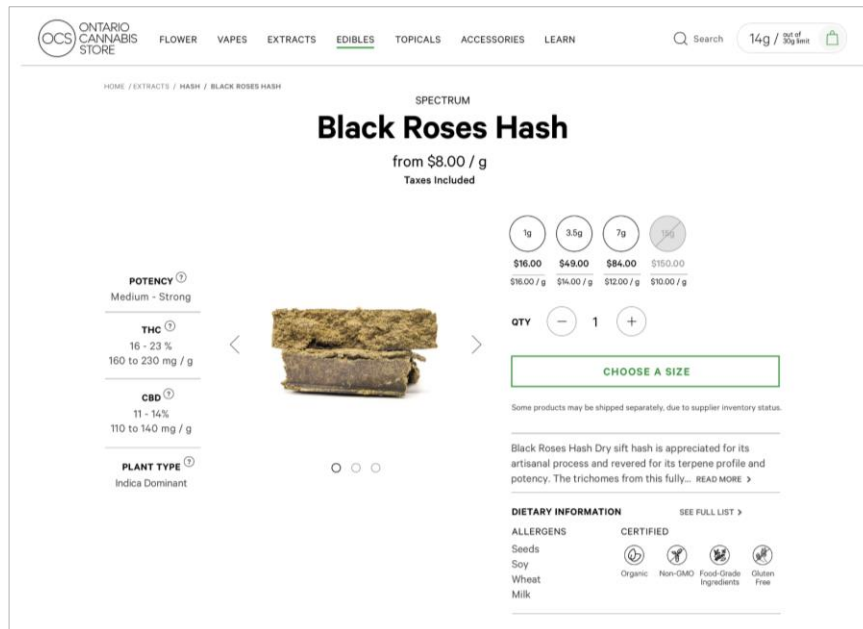 OCS ONTARIO CANNABIS STORE
FLOWER VAPES EXTRACTS EDIBLES TOPICALS ACCESSORIES LEARN
Search
14g / out of 30g limit
HOME / EXTRACTS / HASH / BLACK ROSES HASH
SPECTRUM
Black Roses Hash
from $8.00 / g
Taxes Included
POTENCY ?
Medium - Strong
THC ?
16 - 23 %
160 to 230 mg / g
CBD ?
11 - 14%
110 to 140 mg / g
PLANT TYPE ?
Indica Dominant
1g 3.5g 7g 15g
$16.00 $49.00 $84.00 $150.00
$16.00 / g $14.00 / g $12.00 / g $10.00 / g
QTY − 1 +
CHOOSE A SIZE
Some products may be shipped separately, due to supplier inventory status.
Black Roses Hash Dry sift hash is appreciated for its
artisanal process and revered for its terpene profile and
potency. The trichomes from this fully... READ MORE >
DIETARY INFORMATION SEE FULL LIST >
ALLERGENS
Seeds
Soy
Wheat
Milk
CERTIFIED
Organic
Non-GMO
Food-Grade Ingredients
Gluten Free